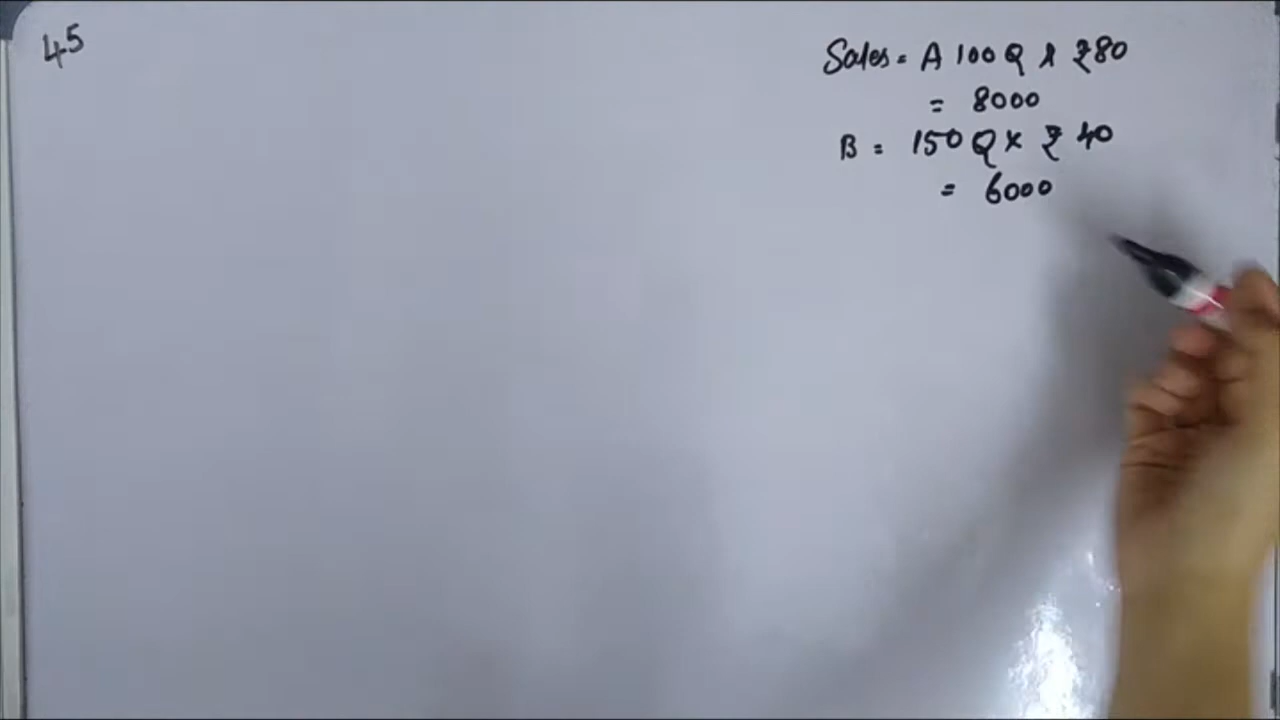 45
Sales = A 100 Q x ₹80
= 8000
B = 150 Q x ₹ 40
= 6000